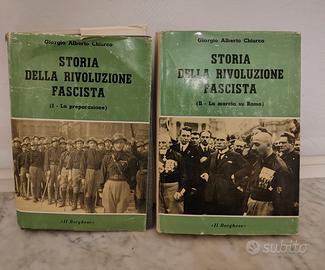 Giorgio Alberto Chiurco
STORIA
DELLA RIVOLUZIONE
FASCISTA
(I - La preparazione)
«Il Borghese»
Giorgio Alberto Chiurco
STORIA
DELLA RIVOLUZIONE
FASCISTA
(II - La marcia su Roma)
«Il Borghese»
subito